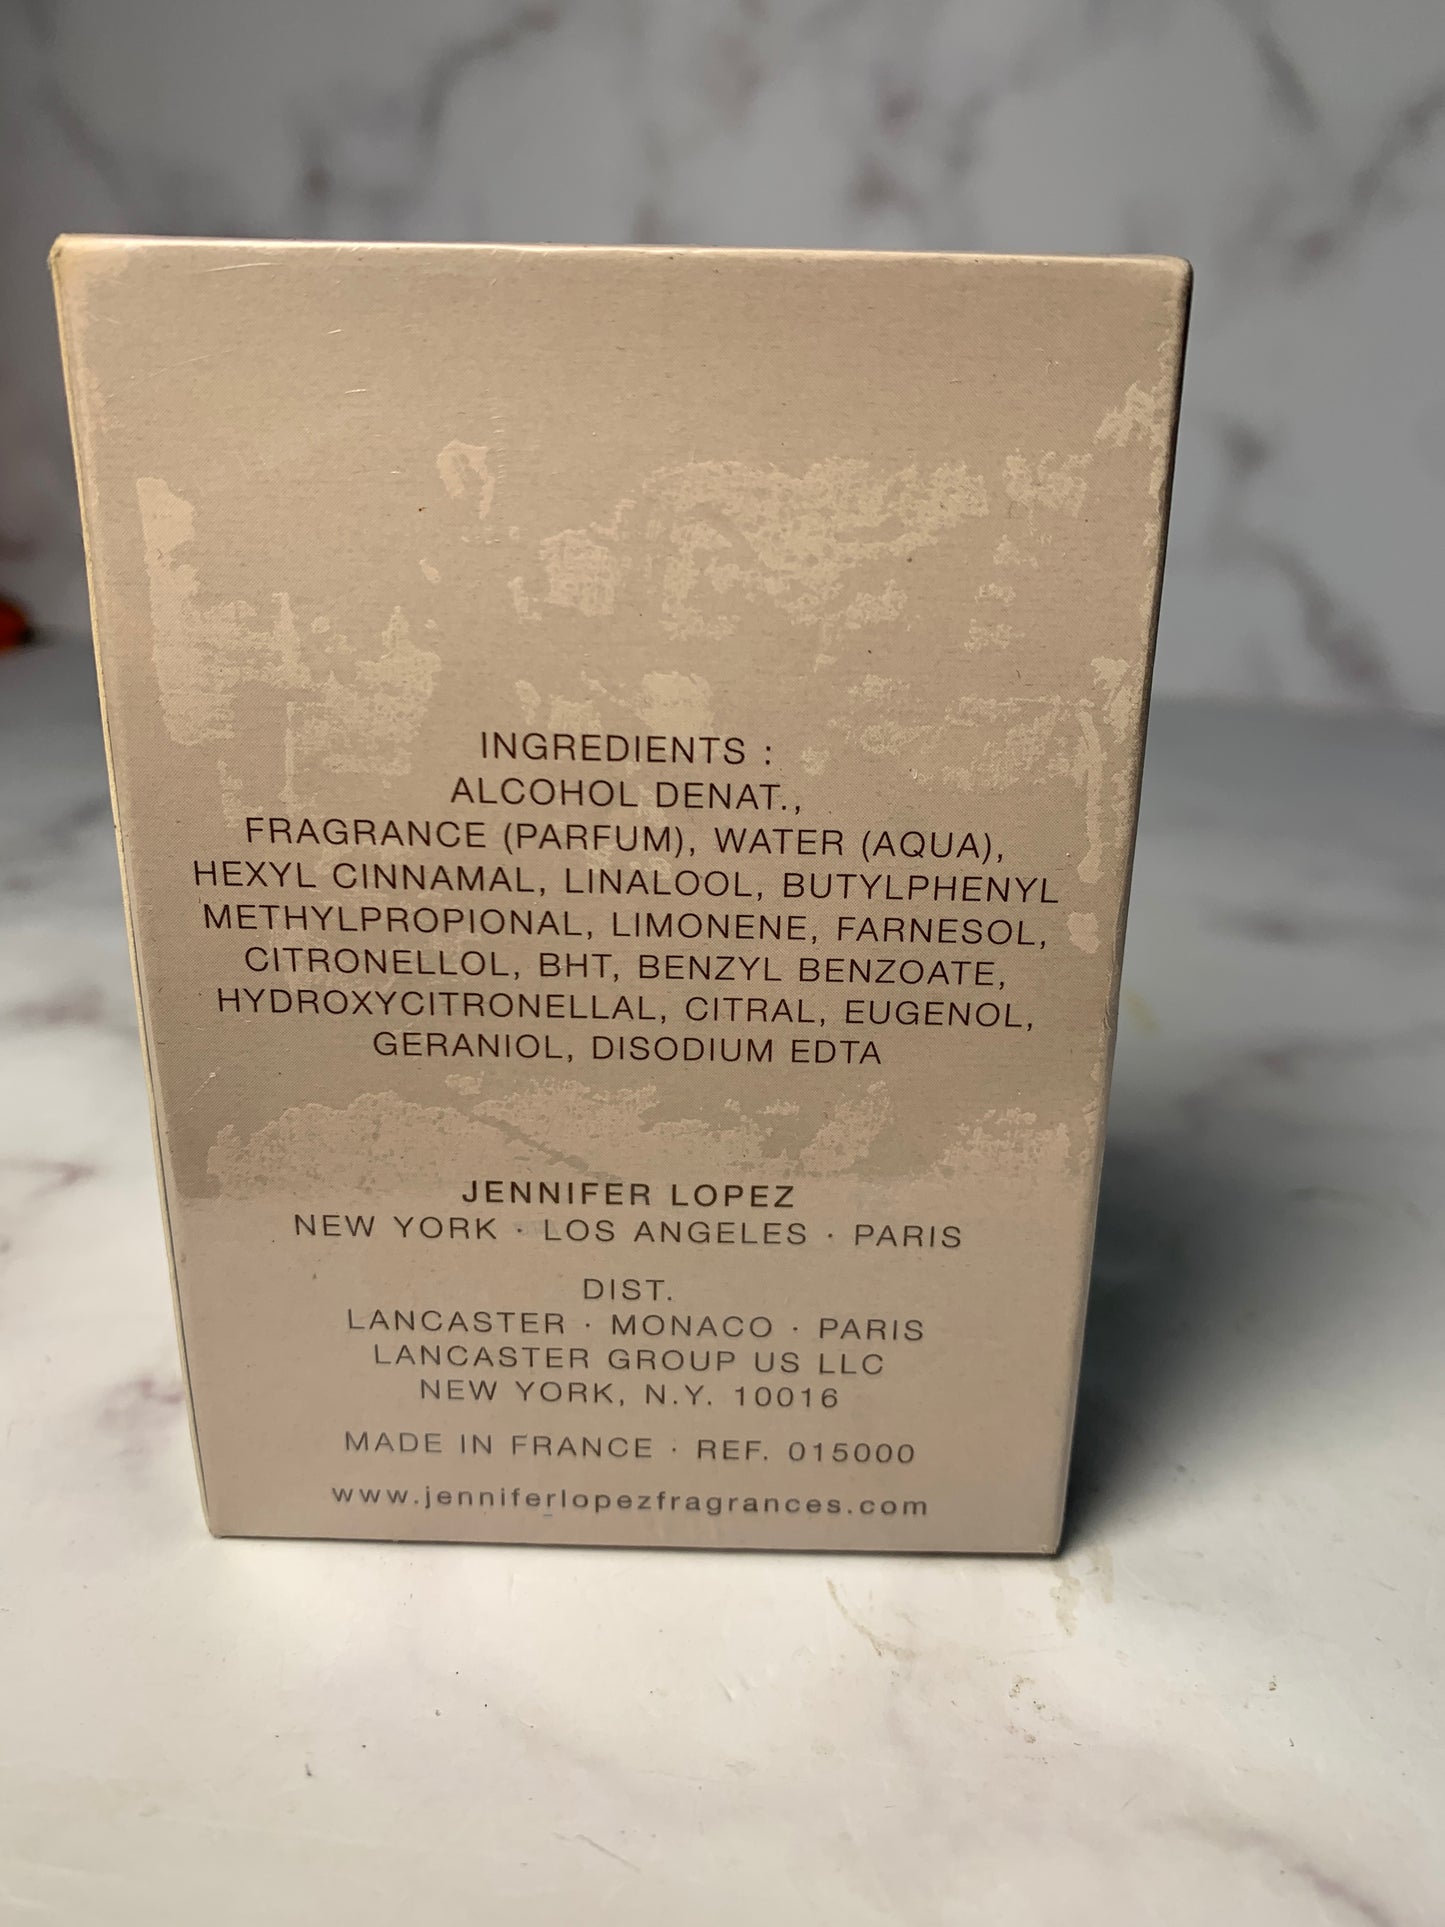 INGREDIENTS :
ALCOHOL DENAT.,
FRAGRANCE (PARFUM), WATER (AQUA),
HEXYL CINNAMAL, LINALOOL, BUTYLPHENYL
METHYLPROPIONAL, LIMONENE, FARNESOL,
CITRONELLOL, BHT, BENZYL BENZOATE,
HYDROXYCITRONELLAL, CITRAL, EUGENOL,
GERANIOL, DISODIUM EDTA
JENNIFER LOPEZ
NEW YORK · LOS ANGELES · PARIS
DIST.
LANCASTER · MONACO · PARIS
LANCASTER GROUP US LLC
NEW YORK, N.Y. 10016
MADE IN FRANCE · REF. 015000
www.jenniferlopezfragrances.com